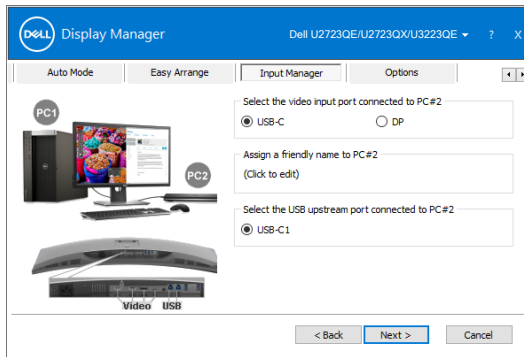 DELL Display Manager
Dell U2723QE/U2723QX/U3223QE ? X
Auto Mode Easy Arrange Input Manager Options
Select the video input port connected to PC#2
USB-C DP
Assign a friendly name to PC#2
(Click to edit)
Select the USB upstream port connected to PC#2
USB-C1
PC1
PC2
Video USB
< Back Next > Cancel